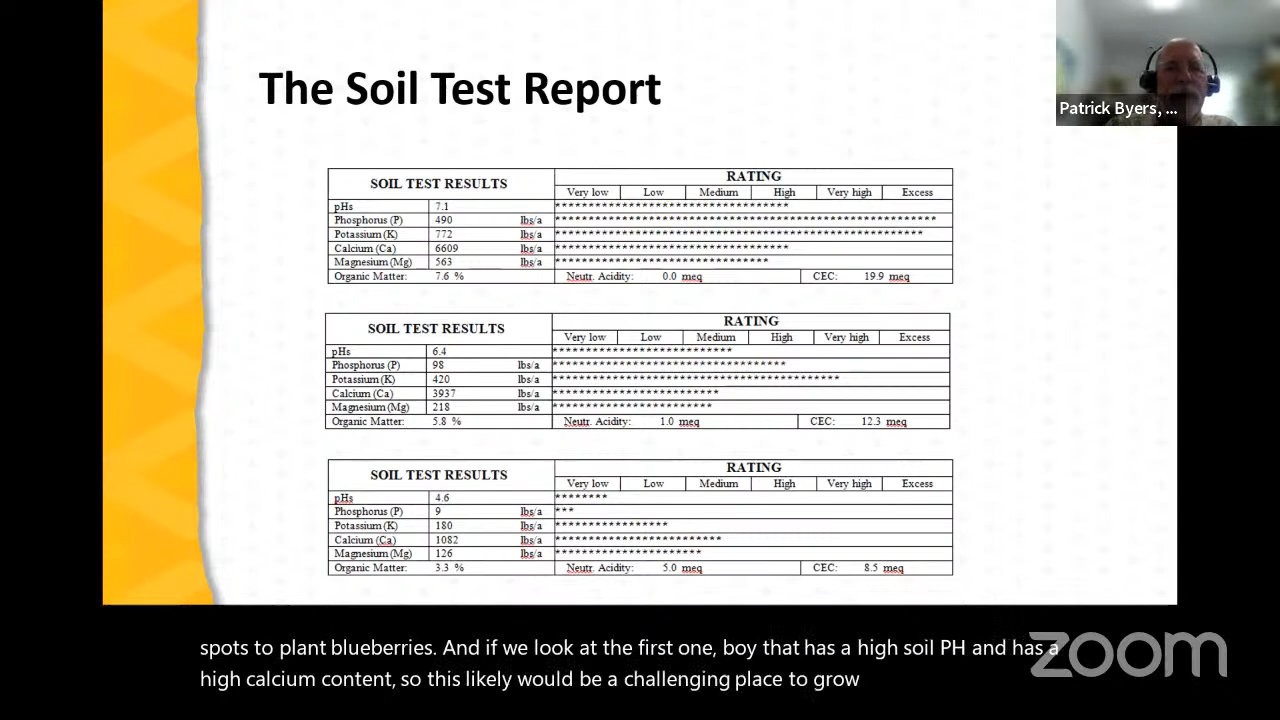 The Soil Test Report
Patrick Byers, ...
SOIL TEST RESULTS RATING
Very low Low Medium High Very high Excess
pHs 7.1 ***********************************
Phosphorus (P) 490 lbs/a *********************************************************
Potassium (K) 772 lbs/a *******************************************************
Calcium (Ca) 6609 lbs/a ***********************************
Magnesium (Mg) 563 lbs/a ********************************
Organic Matter: 7.6 % Neutr. Acidity: 0.0 meq CEC: 19.9 meq
SOIL TEST RESULTS RATING
Very low Low Medium High Very high Excess
pHs 6.4 ***************************
Phosphorus (P) 98 lbs/a ***********************************
Potassium (K) 420 lbs/a *******************************************
Calcium (Ca) 3937 lbs/a *************************
Magnesium (Mg) 218 lbs/a ************************
Organic Matter: 5.8 % Neutr. Acidity: 1.0 meq CEC: 12.3 meq
SOIL TEST RESULTS RATING
Very low Low Medium High Very high Excess
pHs 4.6 ********
Phosphorus (P) 9 lbs/a ***
Potassium (K) 180 lbs/a *****************
Calcium (Ca) 1082 lbs/a *************************
Magnesium (Mg) 126 lbs/a **********************
Organic Matter: 3.3 % Neutr. Acidity: 5.0 meq CEC: 8.5 meq
spots to plant blueberries. And if we look at the first one, boy that has a high soil PH and has a
high calcium content, so this likely would be a challenging place to grow
zoom